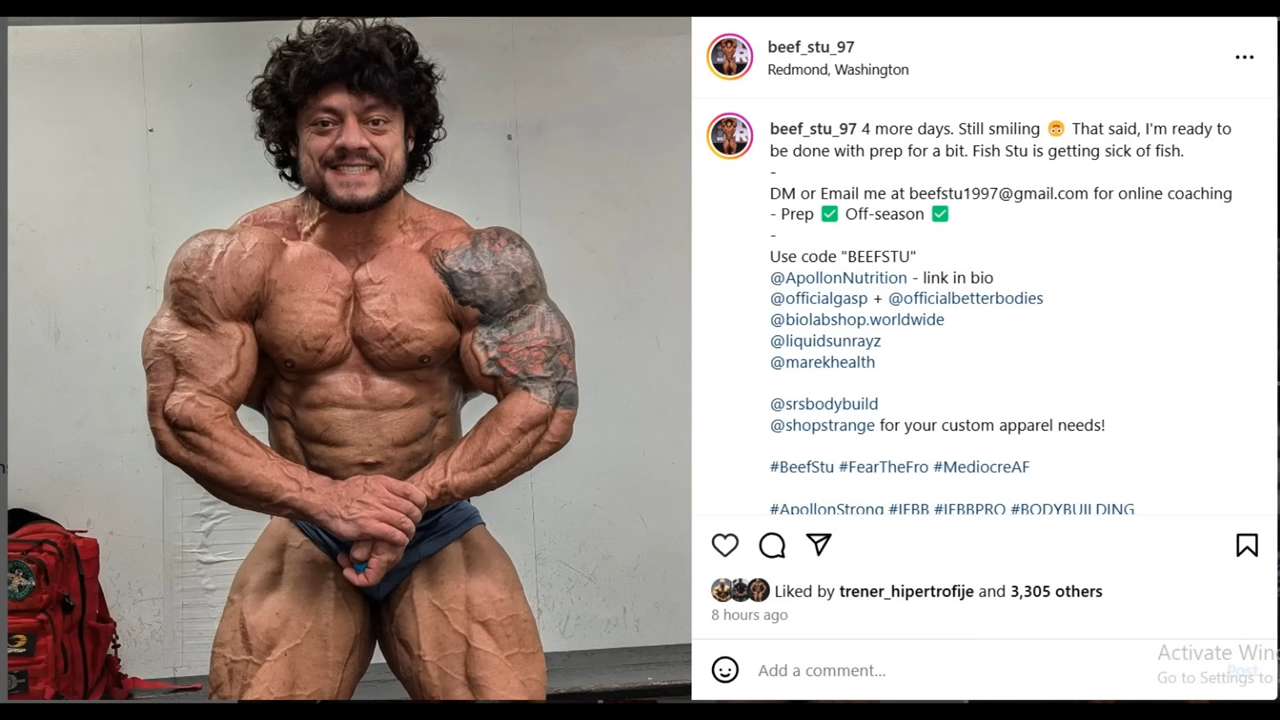 beef_stu_97
Redmond, Washington
beef_stu_97 4 more days. Still smiling 🙃 That said, I'm ready to
be done with prep for a bit. Fish Stu is getting sick of fish.
-
DM or Email me at beefstu1997@gmail.com for online coaching
- Prep ✅ Off-season ✅
-
Use code "BEEFSTU"
@ApollonNutrition - link in bio
@officialgasp + @officialbetterbodies
@biolabshop.worldwide
@liquidsunrayz
@marekhealth
@srsbodybuild
@shopstrange for your custom apparel needs!
#BeefStu #FearTheFro #MediocreAF
#ApollonStrong #IFBB #IFBBPRO #BODYBUILDING
Liked by trener_hipertrofije and 3,305 others
8 hours ago
Add a comment...
Post
Activate Win
Go to Settings to